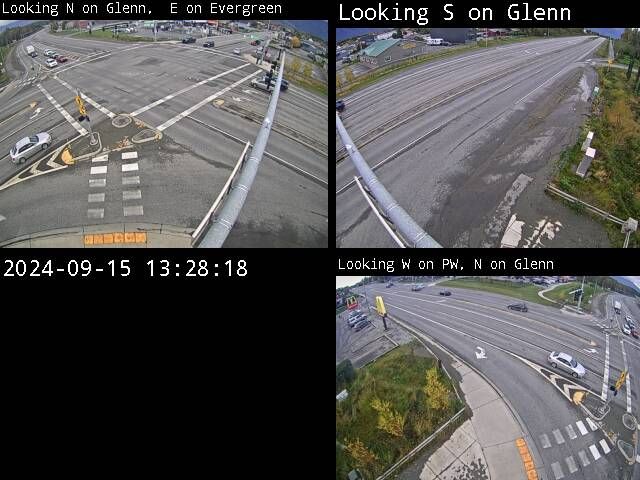 Looking N on Glenn, E on Evergreen
Looking S on Glenn
2024-09-15 13:28:18
Looking W on PW, N on Glenn